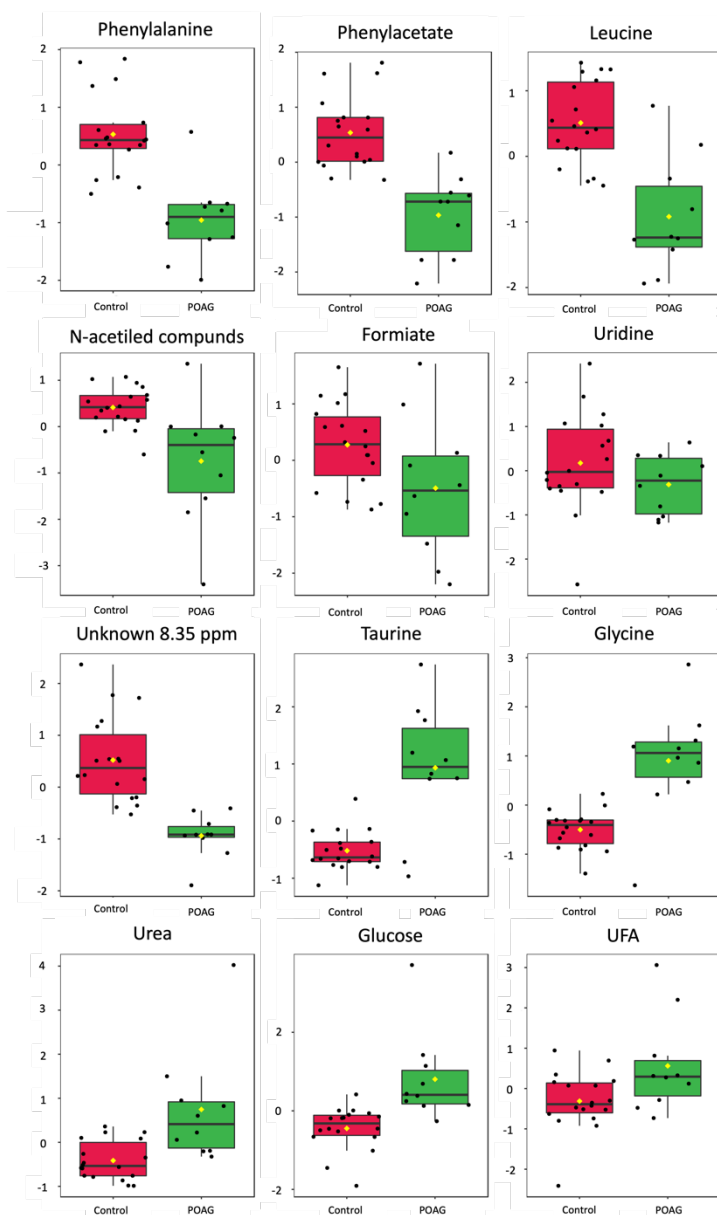 Phenylalanine Phenylacetate Leucine
2 2
1 1 1
0 0 0
-1 -1 -1
-2 -2 -2
Control POAG Control POAG Control POAG
N-acetiled compunds Formiate Uridine
1 1 2
0 0 1
-1 0
-2 -1 -1
-3 -2 -2
Control POAG Control POAG Control POAG
Unknown 8.35 ppm Taurine Glycine
2 2 3
1 1 2
0 0 1
-1 -1 0
-2 -1
Control POAG Control POAG Control POAG
Urea Glucose UFA
4 2 3
3 0 2
2 -2 1
1 0
0 -1
-1 -2
Control POAG Control POAG Control POAG